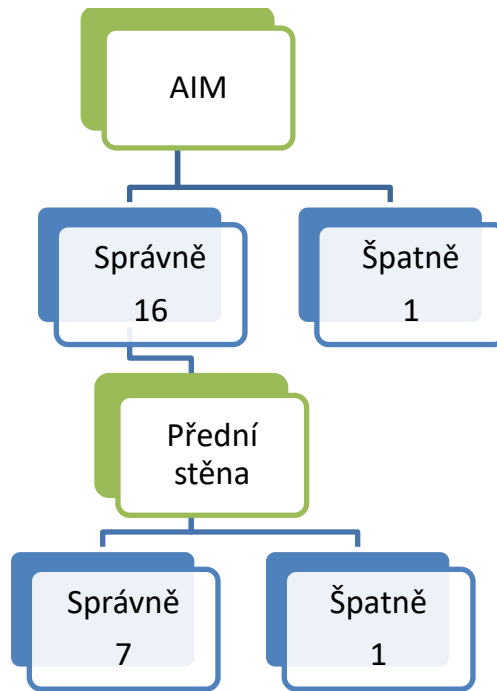 AIM
Správně
16
Špatně
1
Přední
stěna
Správně
7
Špatně
1